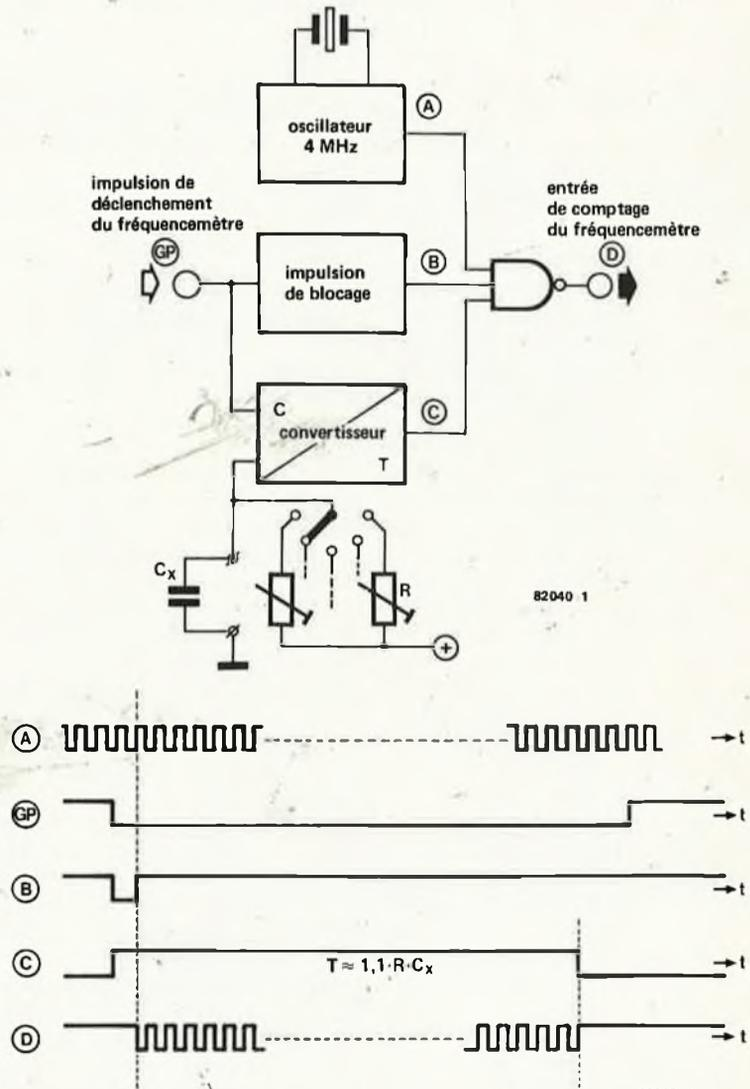 oscillateur
4 MHz
A
impulsion de
déclenchement
du fréquencemètre
GP
impulsion
de blocage
B
entrée
de comptage
du fréquencemètre
D
C
convertisseur
T
C
Cx
R
+
82040 1
A
t
GP
t
B
t
C
T ≈ 1,1·R·Cx
t
D
t